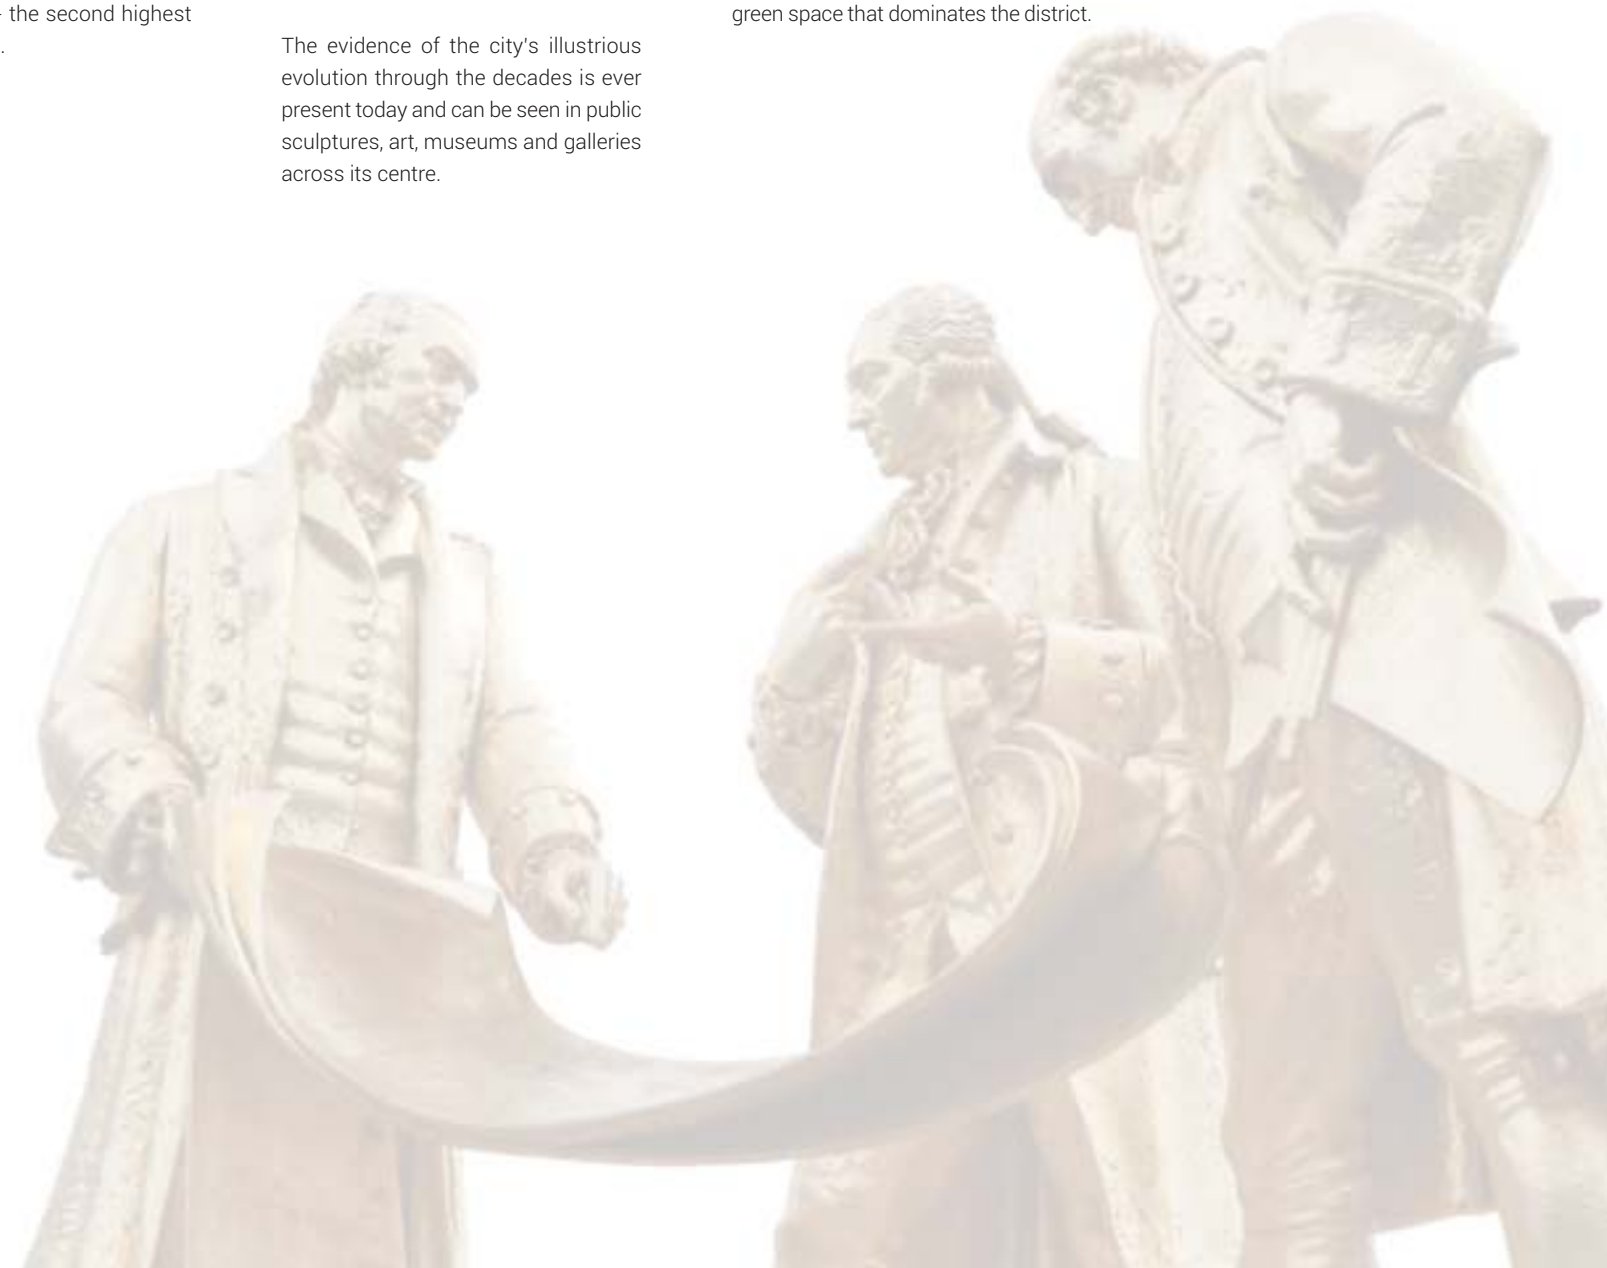 - the second highest
.
The evidence of the city's illustrious
evolution through the decades is ever
present today and can be seen in public
sculptures, art, museums and galleries
across its centre.
green space that dominates the district.